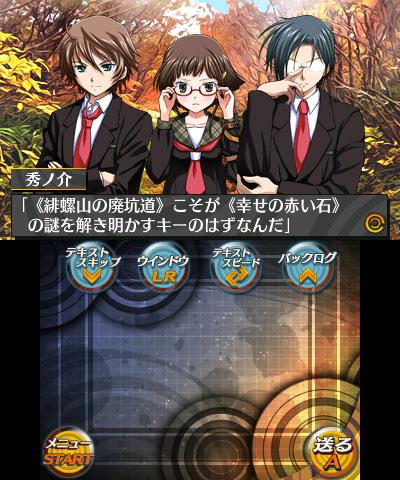 秀ノ介
「《緋螺山の廃坑道》こそが《幸せの赤い石》
の謎を解き明かすキーのはずなんだ」
テキスト
スキップ
ウインドウ
LR
テキスト
スピード
バックログ
メニュー
START
送る
A